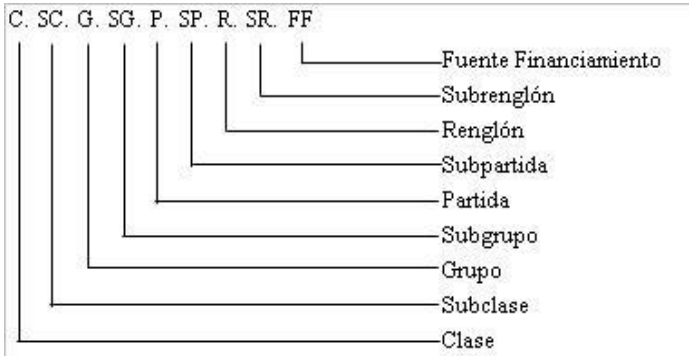 C. SC. G. SG. P. SP. R. SR. FF
Fuente Financiamiento
Subrenglón
Renglón
Subpartida
Partida
Subgrupo
Grupo
Subclase
Clase